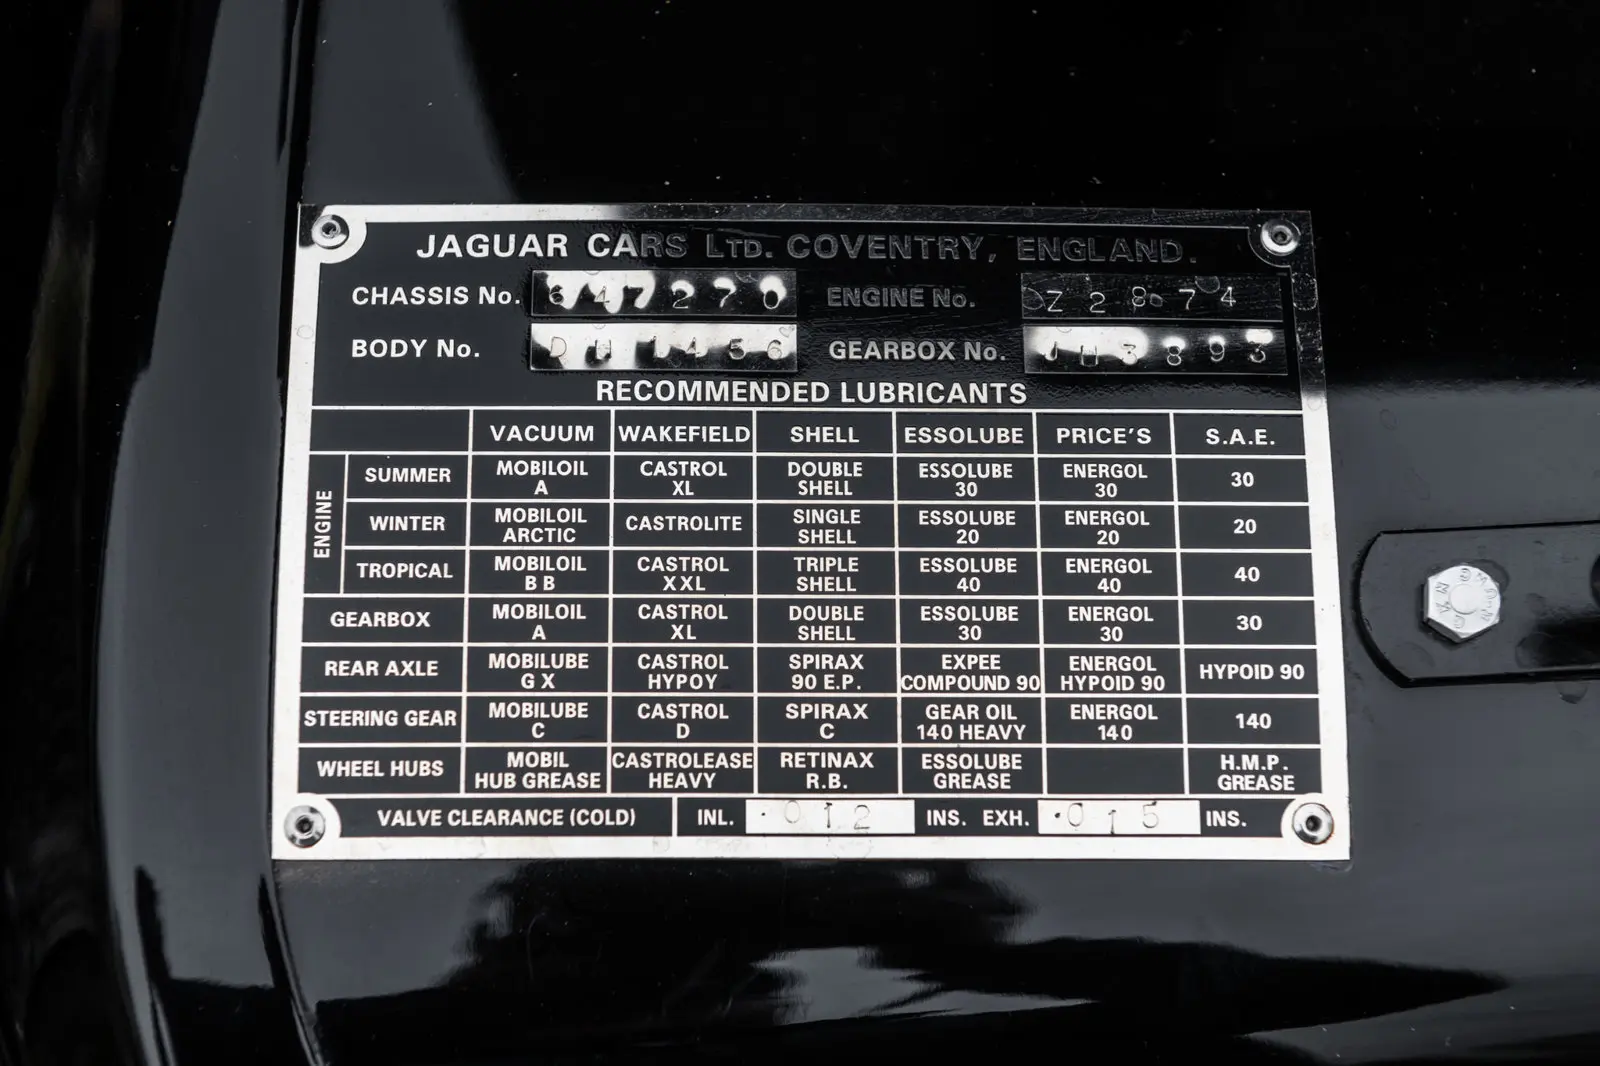 JAGUAR CARS LTD. COVENTRY, ENGLAND.
CHASSIS No. 647270 ENGINE No. Z2874
BODY No. DH1456 GEARBOX No. JH3893
RECOMMENDED LUBRICANTS
VACUUM WAKEFIELD SHELL ESSOLUBE PRICE'S S.A.E.
ENGINE
SUMMER MOBILOIL A CASTROL XL DOUBLE SHELL ESSOLUBE 30 ENERGOL 30 30
WINTER MOBILOIL ARCTIC CASTROLITE SINGLE SHELL ESSOLUBE 20 ENERGOL 20 20
TROPICAL MOBILOIL BB CASTROL XXL TRIPLE SHELL ESSOLUBE 40 ENERGOL 40 40
GEARBOX MOBILOIL A CASTROL XL DOUBLE SHELL ESSOLUBE 30 ENERGOL 30 30
REAR AXLE MOBILUBE GX CASTROL HYPOY SPIRAX 90 E.P. EXPEE COMPOUND 90 ENERGOL HYPOID 90 HYPOID 90
STEERING GEAR MOBILUBE C CASTROL D SPIRAX C GEAR OIL 140 HEAVY ENERGOL 140 140
WHEEL HUBS MOBIL HUB GREASE CASTROLEASE HEAVY RETINAX R.B. ESSOLUBE GREASE H.M.P. GREASE
VALVE CLEARANCE (COLD) INL. .012 INS. EXH. .015 INS.